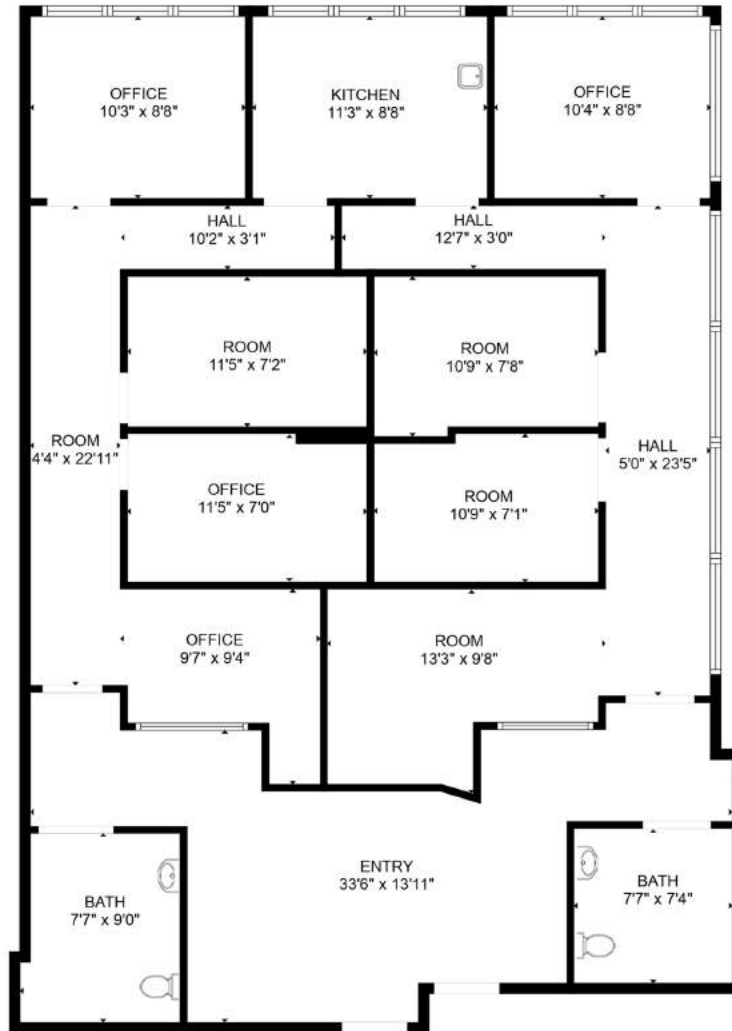 OFFICE
10'3" x 8'8"
KITCHEN
11'3" x 8'8"
OFFICE
10'4" x 8'8"
HALL
10'2" x 3'1"
HALL
12'7" x 3'0"
ROOM
11'5" x 7'2"
ROOM
10'9" x 7'8"
ROOM
4'4" x 22'11"
HALL
5'0" x 23'5"
OFFICE
11'5" x 7'0"
ROOM
10'9" x 7'1"
OFFICE
9'7" x 9'4"
ROOM
13'3" x 9'8"
ENTRY
33'6" x 13'11"
BATH
7'7" x 9'0"
BATH
7'7" x 7'4"